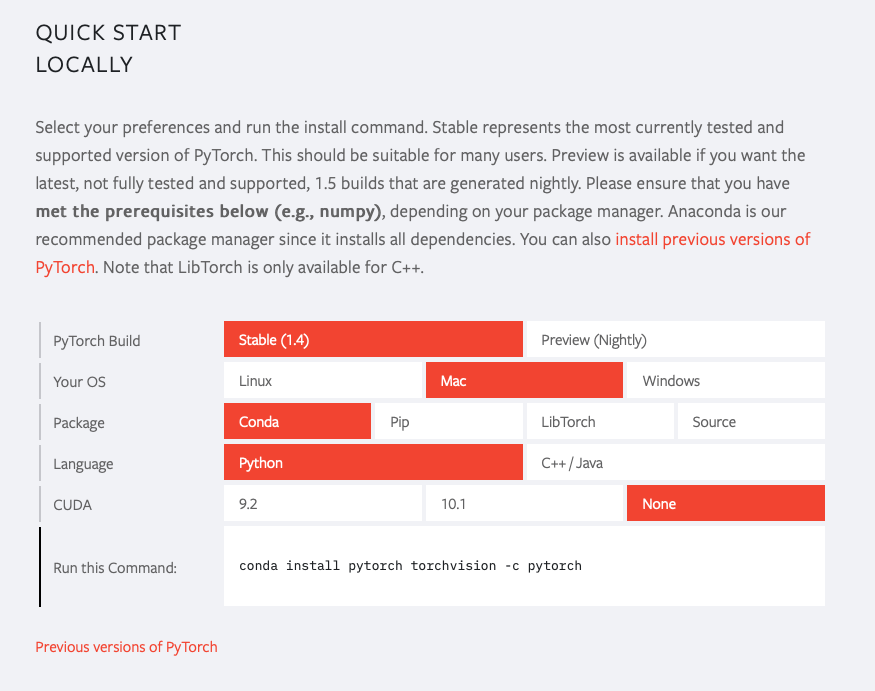 QUICK START
LOCALLY
Select your preferences and run the install command. Stable represents the most currently tested and
supported version of PyTorch. This should be suitable for many users. Preview is available if you want the
latest, not fully tested and supported, 1.5 builds that are generated nightly. Please ensure that you have
met the prerequisites below (e.g., numpy), depending on your package manager. Anaconda is our
recommended package manager since it installs all dependencies. You can also install previous versions of
PyTorch. Note that LibTorch is only available for C++.
PyTorch Build Stable (1.4) Preview (Nightly)
Your OS Linux Mac Windows
Package Conda Pip LibTorch Source
Language Python C++ / Java
CUDA 9.2 10.1 None
Run this Command: conda install pytorch torchvision -c pytorch
Previous versions of PyTorch